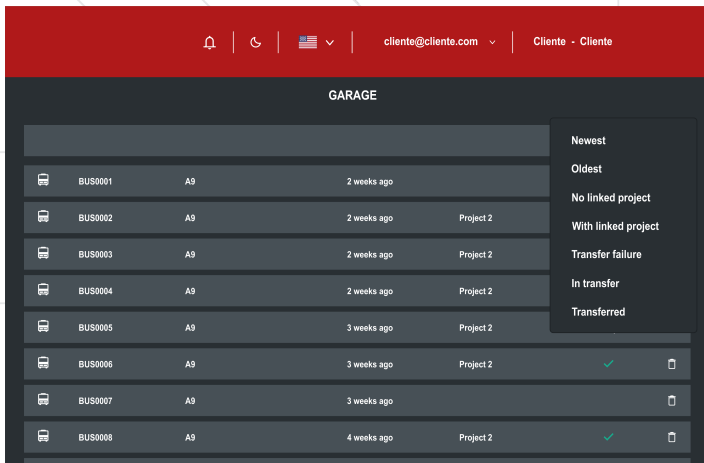 cliente@cliente.com Cliente - Cliente
GARAGE
Newest
Oldest
No linked project
With linked project
Transfer failure
In transfer
Transferred
BUS0001 A9 2 weeks ago
BUS0002 A9 2 weeks ago Project 2
BUS0003 A9 2 weeks ago Project 2
BUS0004 A9 2 weeks ago Project 2
BUS0005 A9 3 weeks ago Project 2
BUS0006 A9 3 weeks ago Project 2
BUS0007 A9 3 weeks ago
BUS0008 A9 4 weeks ago Project 2